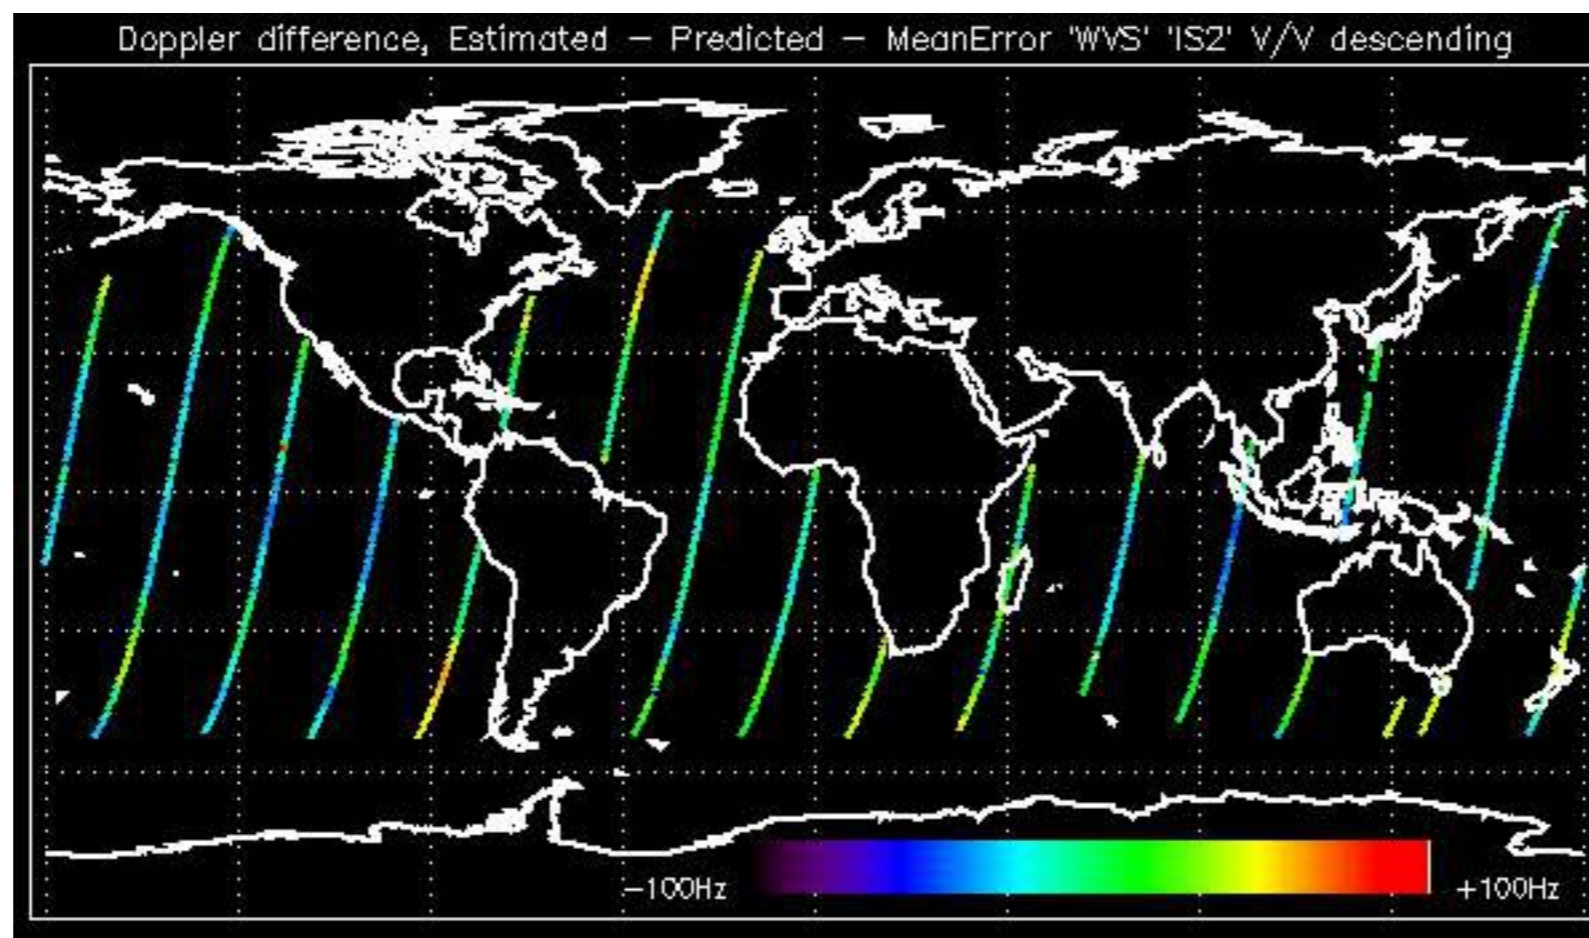 Doppler difference, Estimated – Predicted – MeanError 'WVS' 'IS2' V/V descending
-100Hz
+100Hz